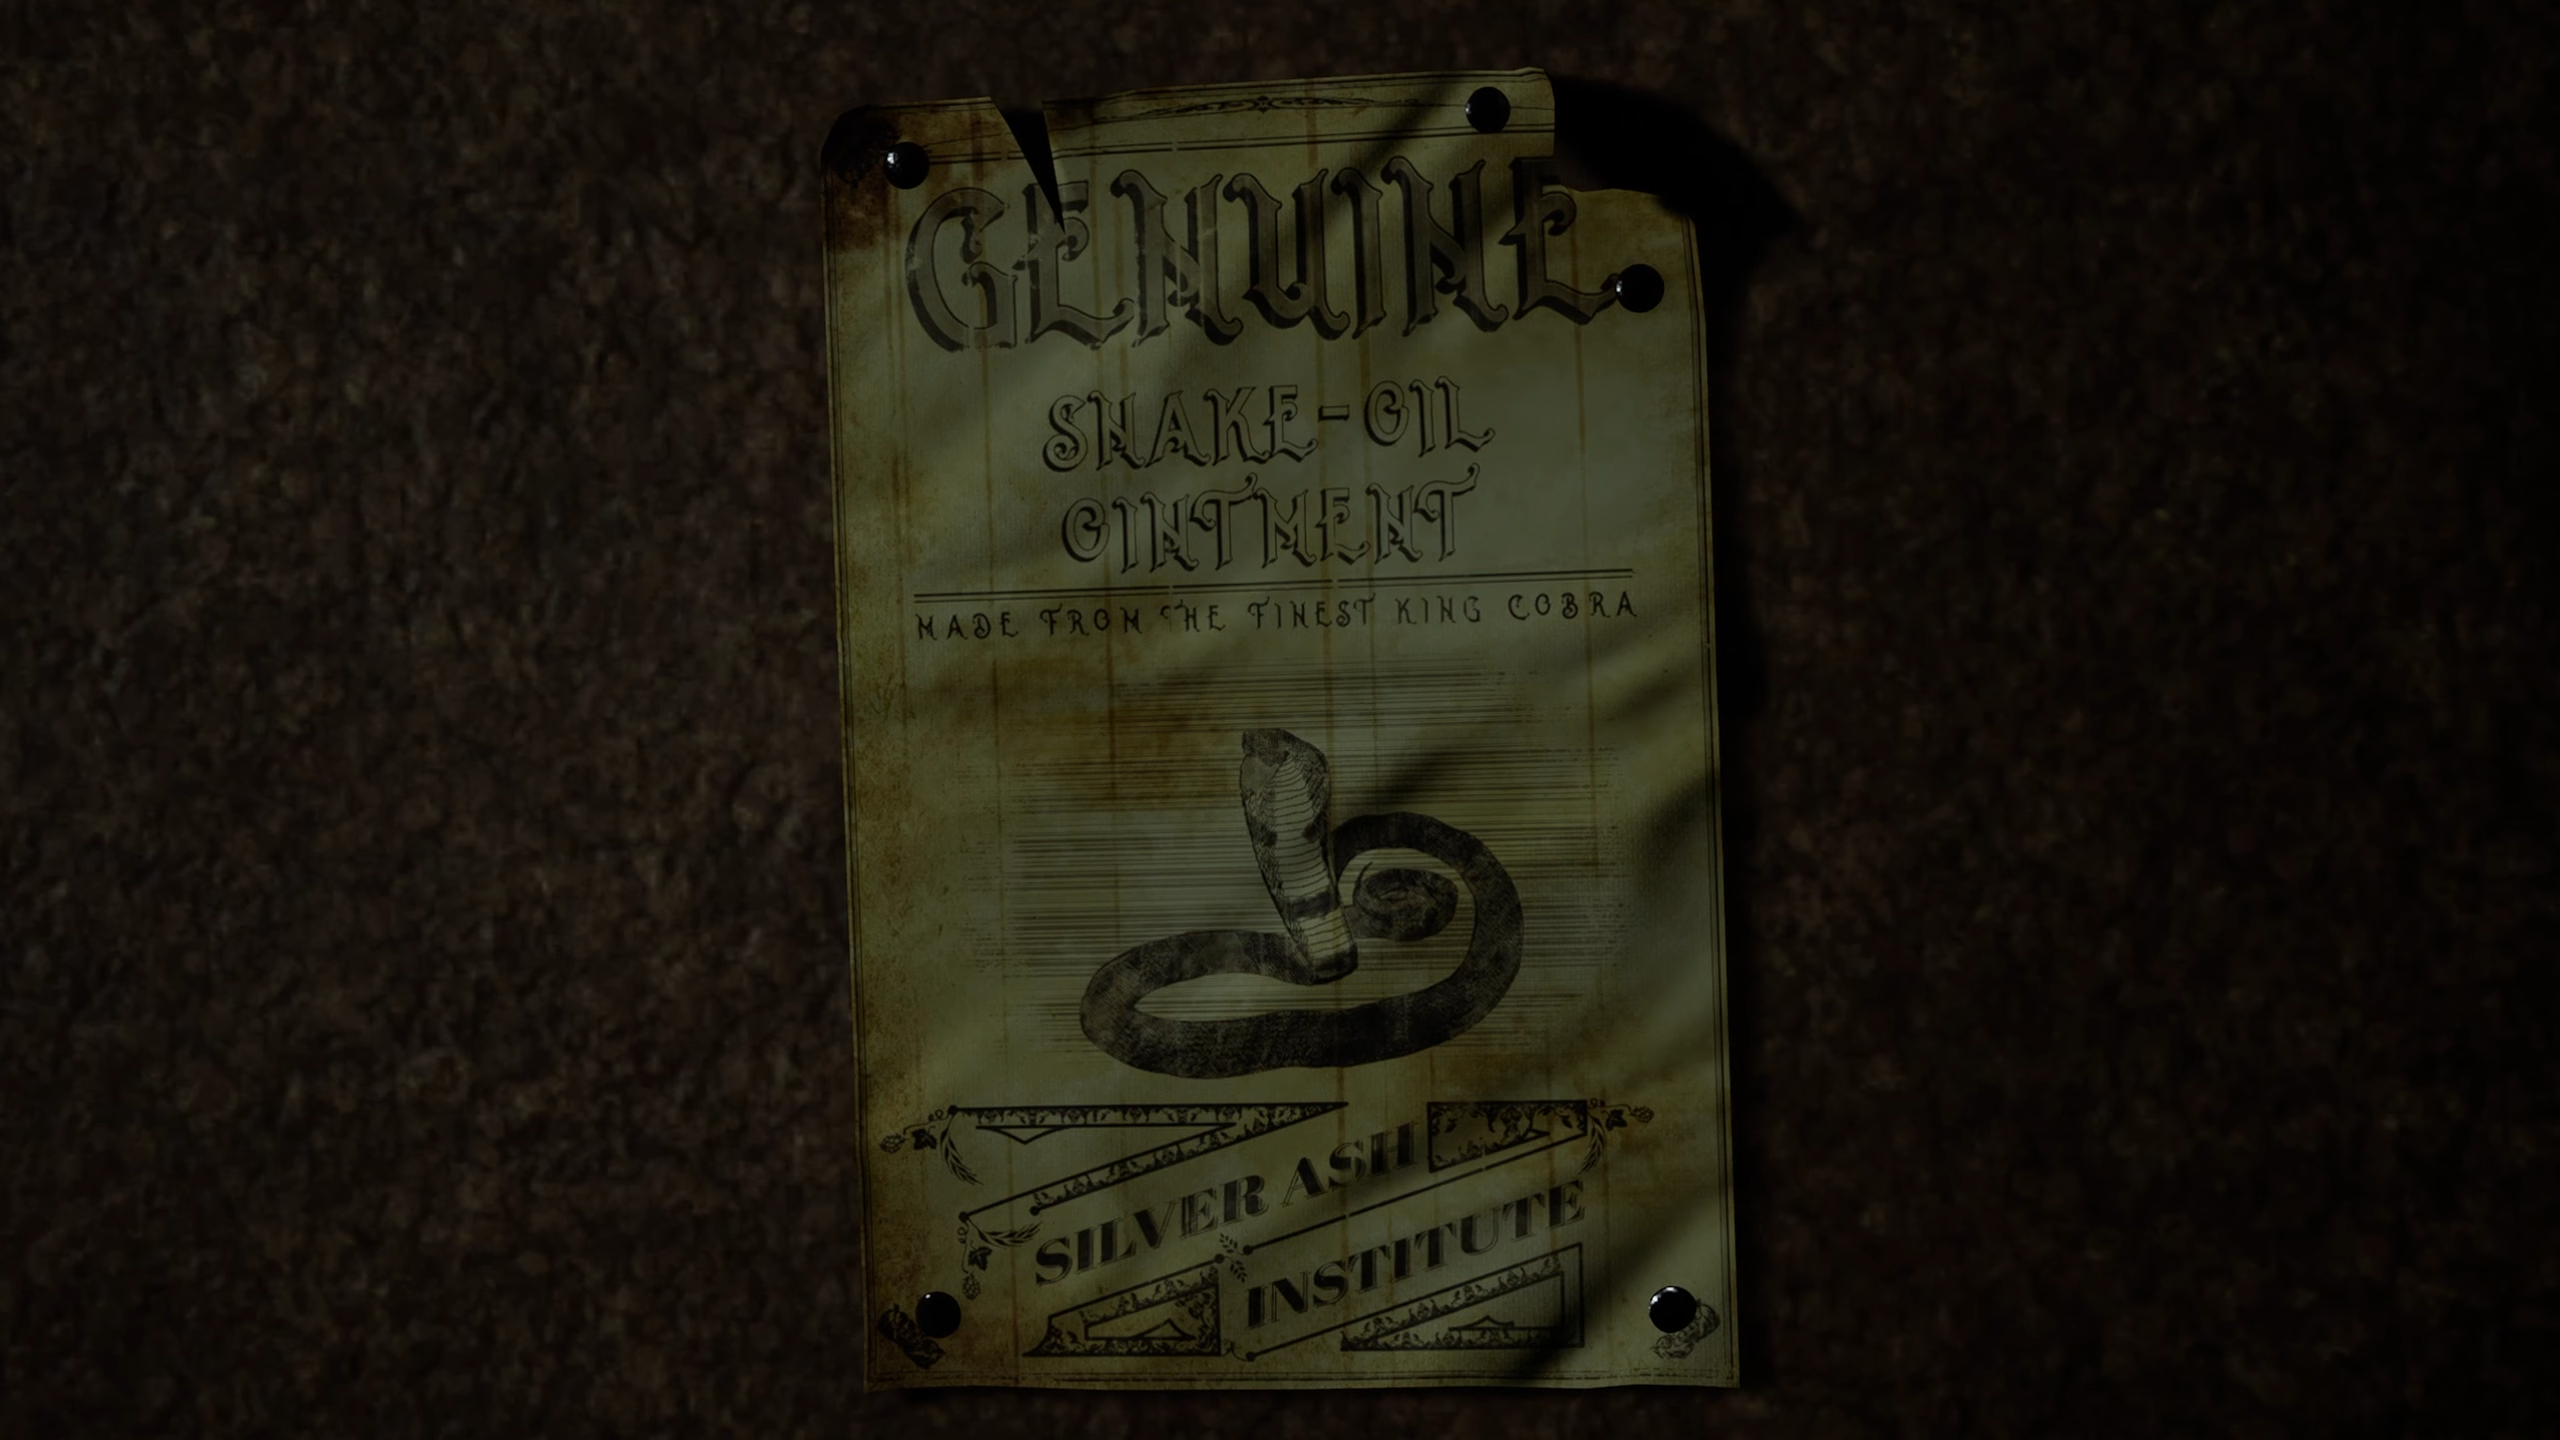 GENUINE
SNAKE-OIL
OINTMENT
MADE FROM THE FINEST KING COBRA
SILVER ASH
INSTITUTE